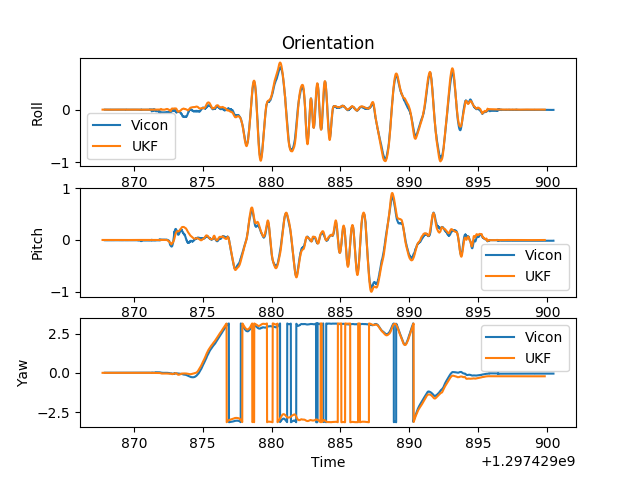 Orientation
Roll
0
−1
Vicon
UKF
870 875 880 885 890 895 900
Pitch
1
0
−1
Vicon
UKF
870 875 880 885 890 895 900
Yaw
2.5
0.0
−2.5
Vicon
UKF
870 875 880 885 890 895 900
Time
+1.297429e9